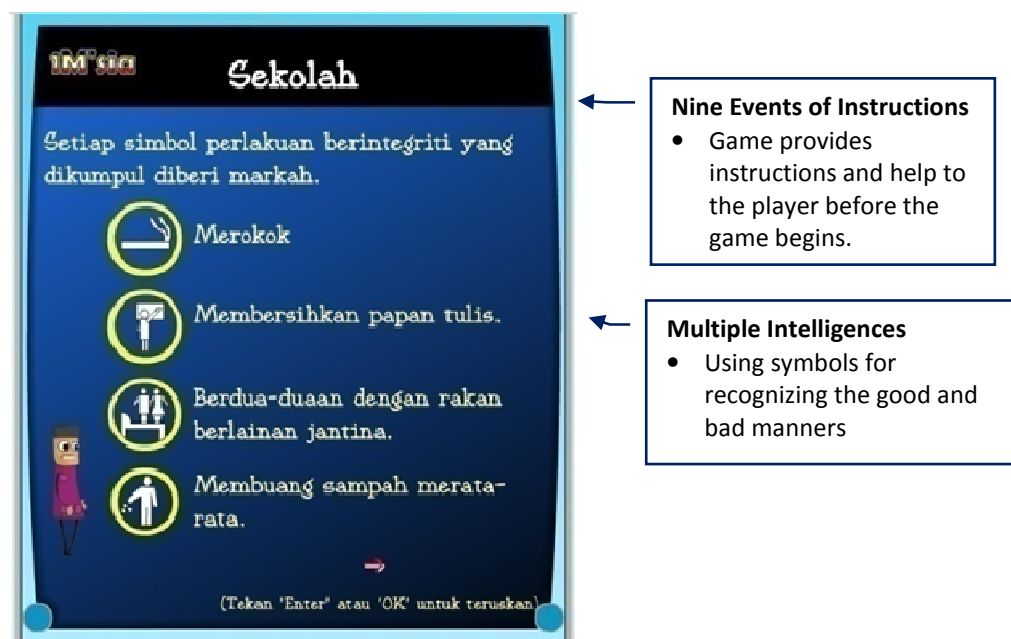 1M'sia
Sekolah
Setiap simbol perlakuan berintegriti yang
dikumpul diberi markah.
Merokok
Membersihkan papan tulis.
Berdua-duaan dengan rakan
berlainan jantina.
Membuang sampah merata-
rata.
(Tekan 'Enter' atau 'OK' untuk teruskan)
Nine Events of Instructions
• Game provides
instructions and help to
the player before the
game begins.
Multiple Intelligences
• Using symbols for
recognizing the good and
bad manners